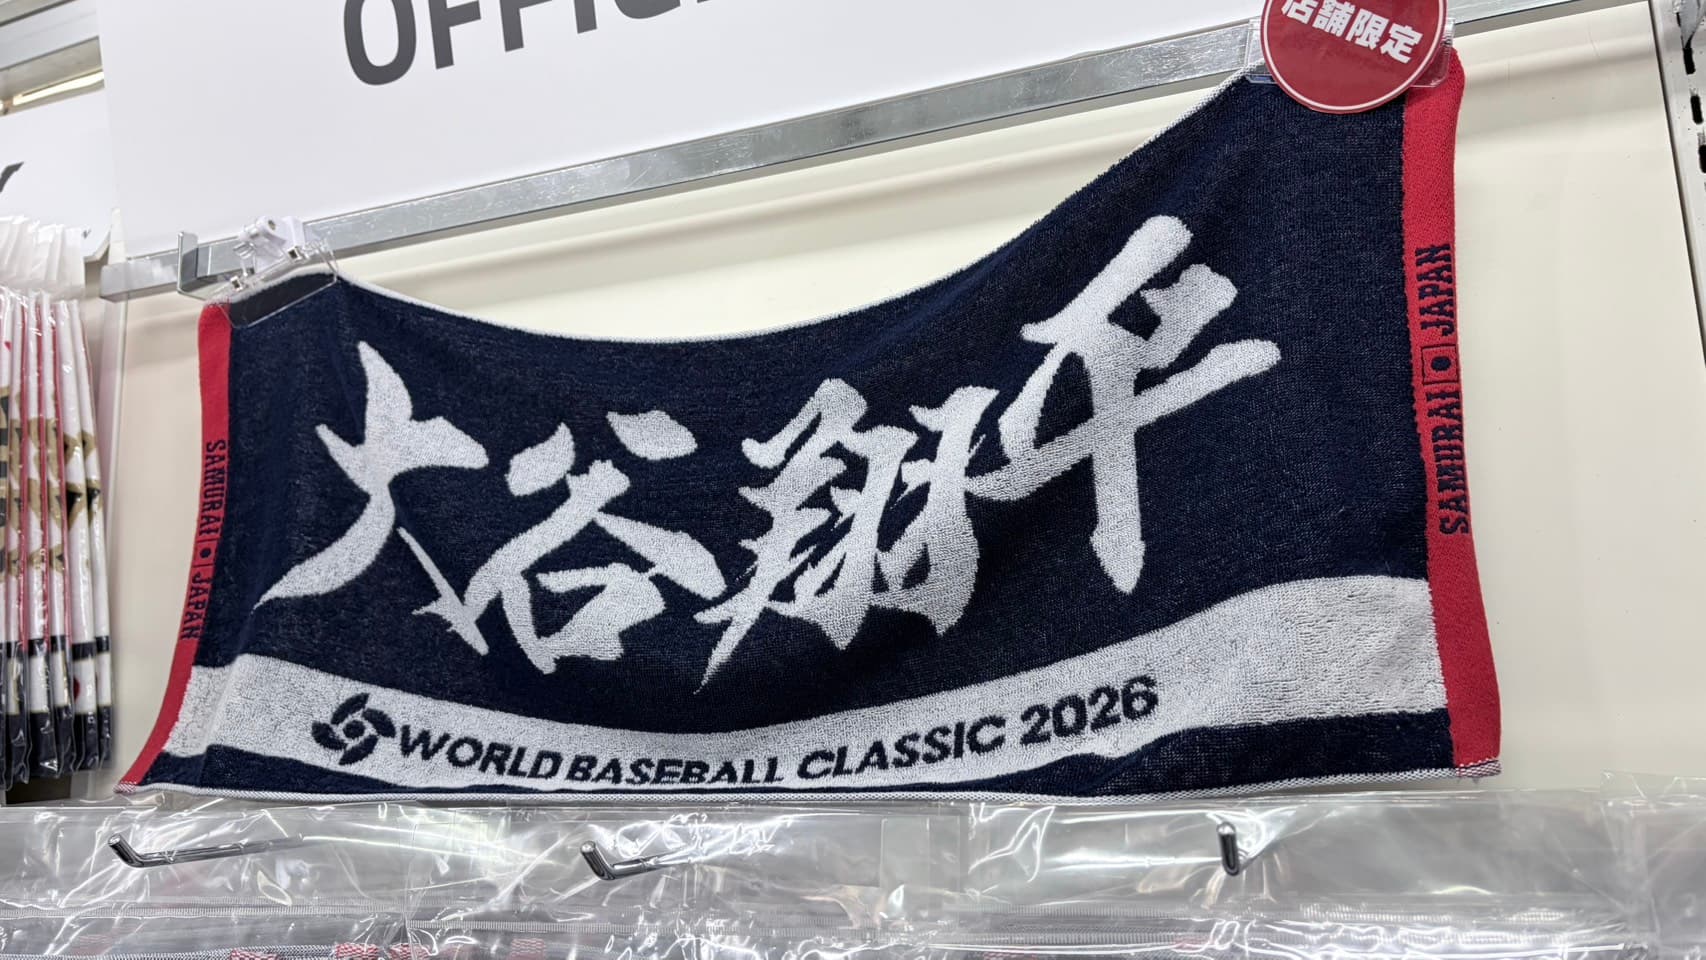 店舗限定
大谷翔平
WORLD BASEBALL CLASSIC 2026
SAMURAI JAPAN
SAMURAI JAPAN